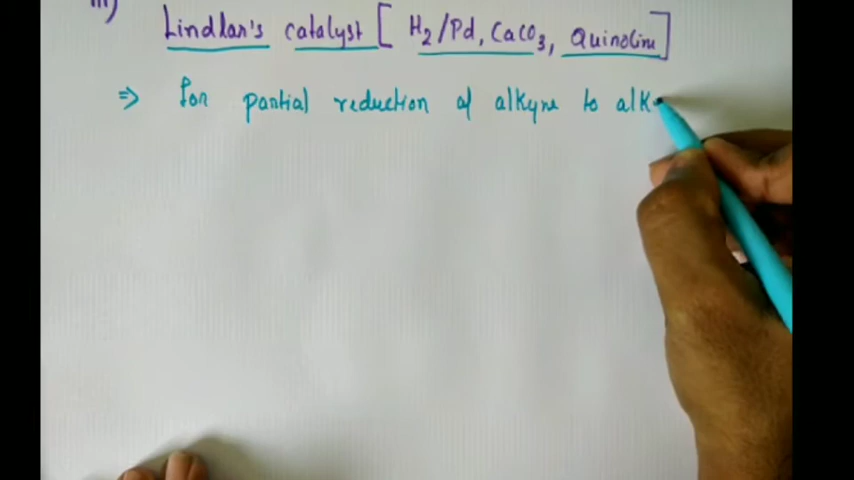 iii) Lindlar's catalyst [ H₂/Pd, CaCO₃, Quinoline]
⇒ for partial reduction of alkyne to alk